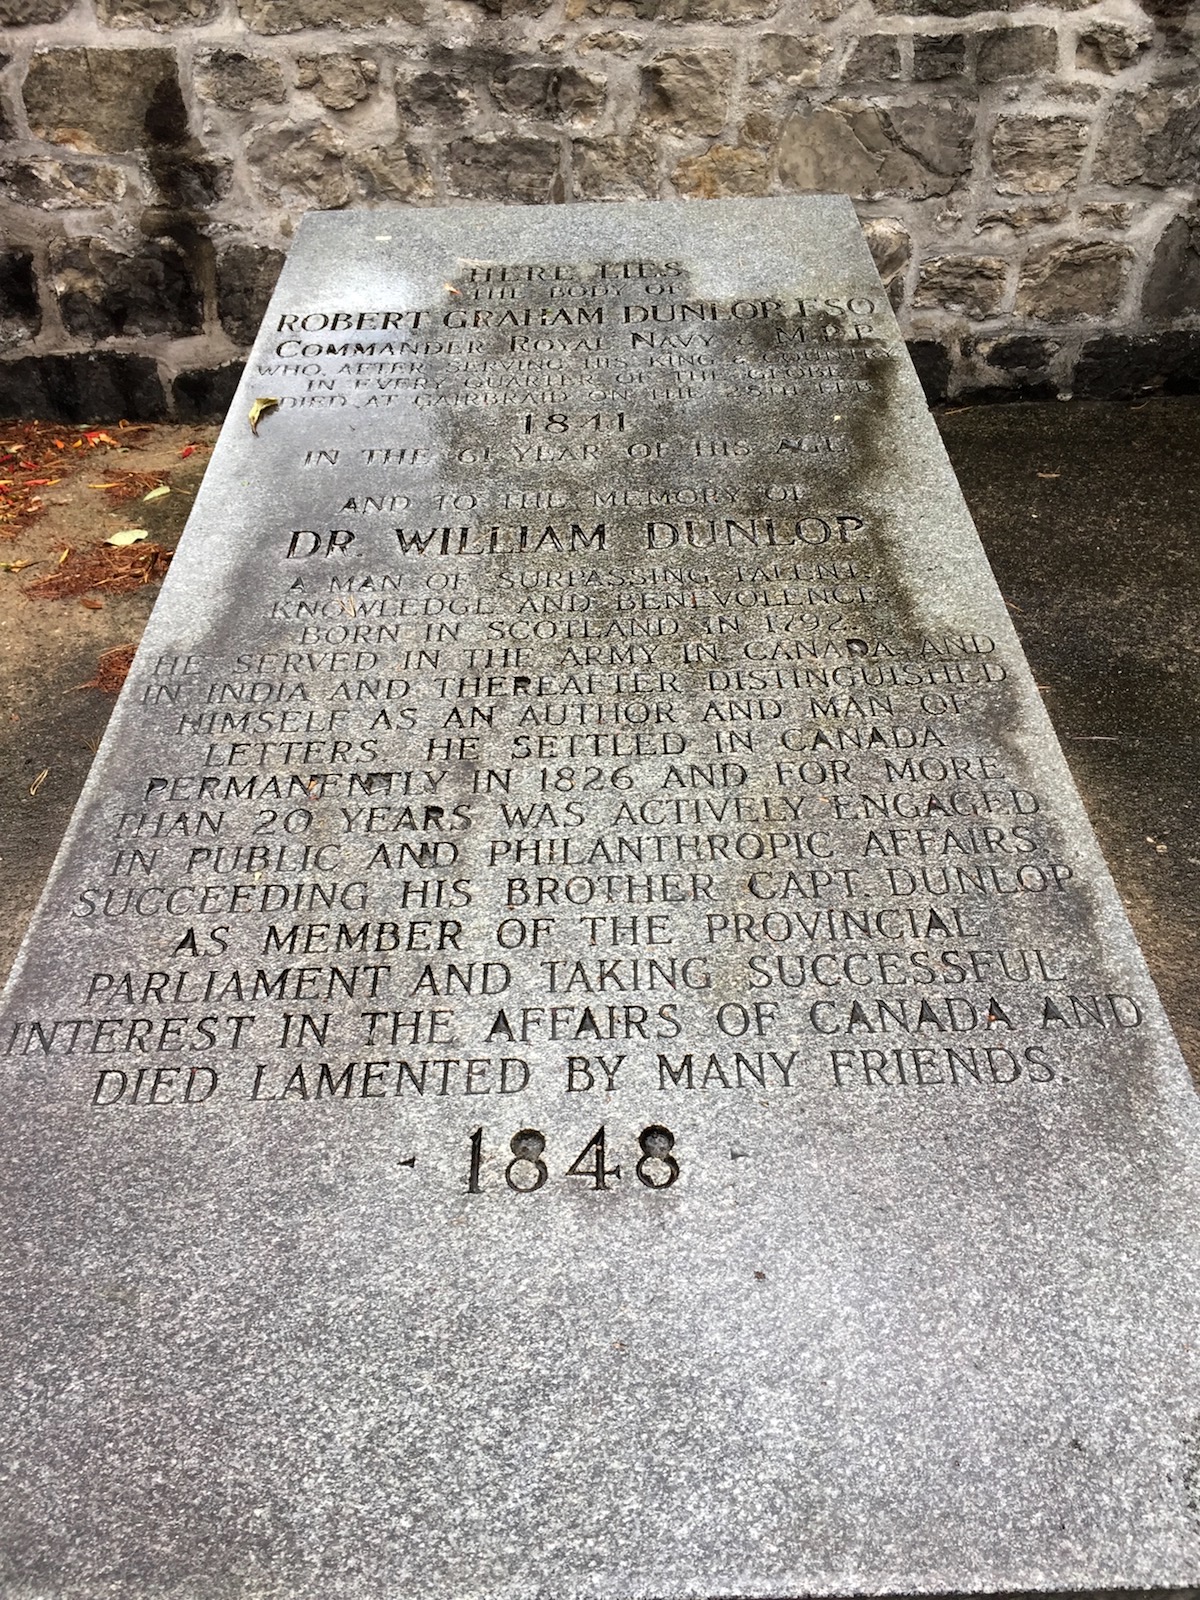 HERE LIES
THE BODY OF
ROBERT GRAHAM DUNLOP ESQ
COMMANDER ROYAL NAVY & M.P.P.
WHO, AFTER SERVING HIS KING & COUNTRY
IN EVERY QUARTER OF THE GLOBE
DIED AT GAIRBRAID ON THE 28TH FEB
1841
IN THE 61 YEAR OF HIS AGE
AND TO THE MEMORY OF
DR. WILLIAM DUNLOP
A MAN OF SURPASSING TALENT,
KNOWLEDGE AND BENEVOLENCE
BORN IN SCOTLAND IN 1792.
HE SERVED IN THE ARMY IN CANADA AND
IN INDIA AND THEREAFTER DISTINGUISHED
HIMSELF AS AN AUTHOR AND MAN OF
LETTERS. HE SETTLED IN CANADA
PERMANENTLY IN 1826 AND FOR MORE
THAN 20 YEARS WAS ACTIVELY ENGAGED
IN PUBLIC AND PHILANTHROPIC AFFAIRS
SUCCEEDING HIS BROTHER CAPT. DUNLOP
AS MEMBER OF THE PROVINCIAL
PARLIAMENT AND TAKING SUCCESSFUL
INTEREST IN THE AFFAIRS OF CANADA AND
DIED LAMENTED BY MANY FRIENDS
- 1848 -